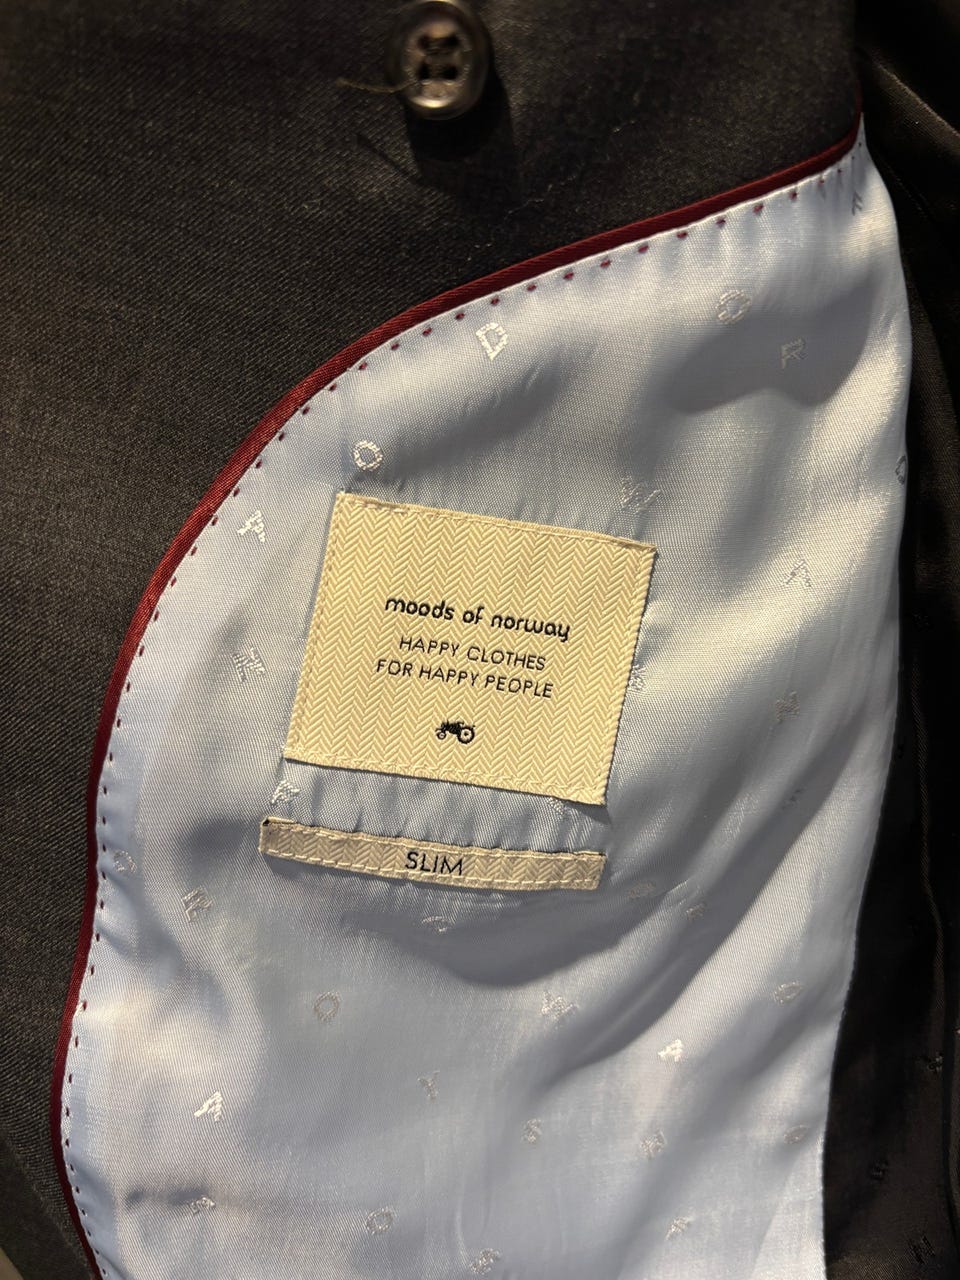 moods of norway
HAPPY CLOTHES
FOR HAPPY PEOPLE
SLIM